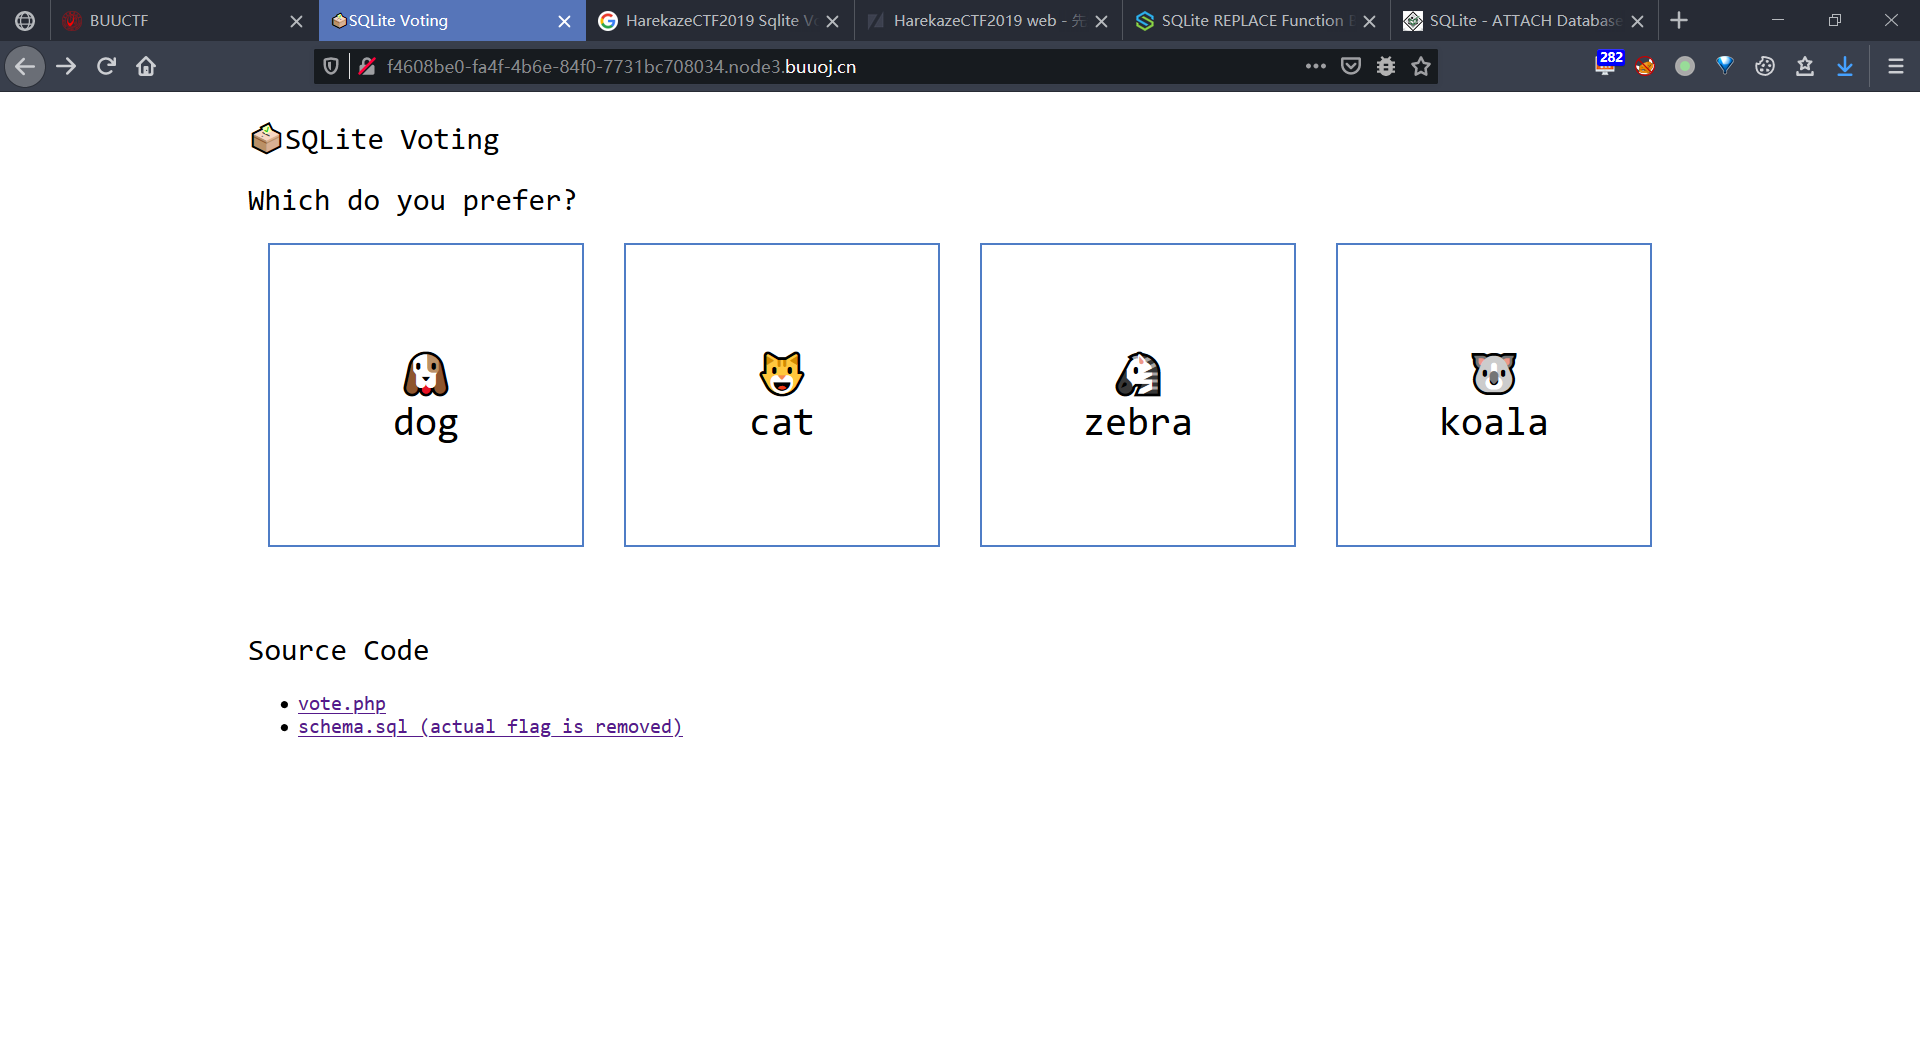 BUUCTF
SQLite Voting
HarekazeCTF2019 Sqlite Vo
HarekazeCTF2019 web - 先
SQLite REPLACE Function
SQLite - ATTACH Database
f4608be0-fa4f-4b6e-84f0-7731bc708034.node3.buuoj.cn
282
SQLite Voting
Which do you prefer?
dog
cat
zebra
koala
Source Code
vote.php
schema.sql (actual flag is removed)